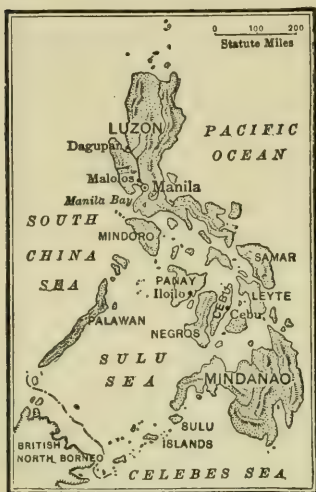 0 100 200
Statute Miles
LUZON
PACIFIC
OCEAN
Dagupan
Malolos
Manila
Manila Bay
SOUTH
CHINA
SEA
MINDORO
SAMAR
PANAY
Iloilo
CEBU
LEYTE
Cebu
PALAWAN
NEGROS
SULU
SEA
MINDANAO
SULU
ISLANDS
BRITISH
NORTH BORNEO
CELEBES SEA